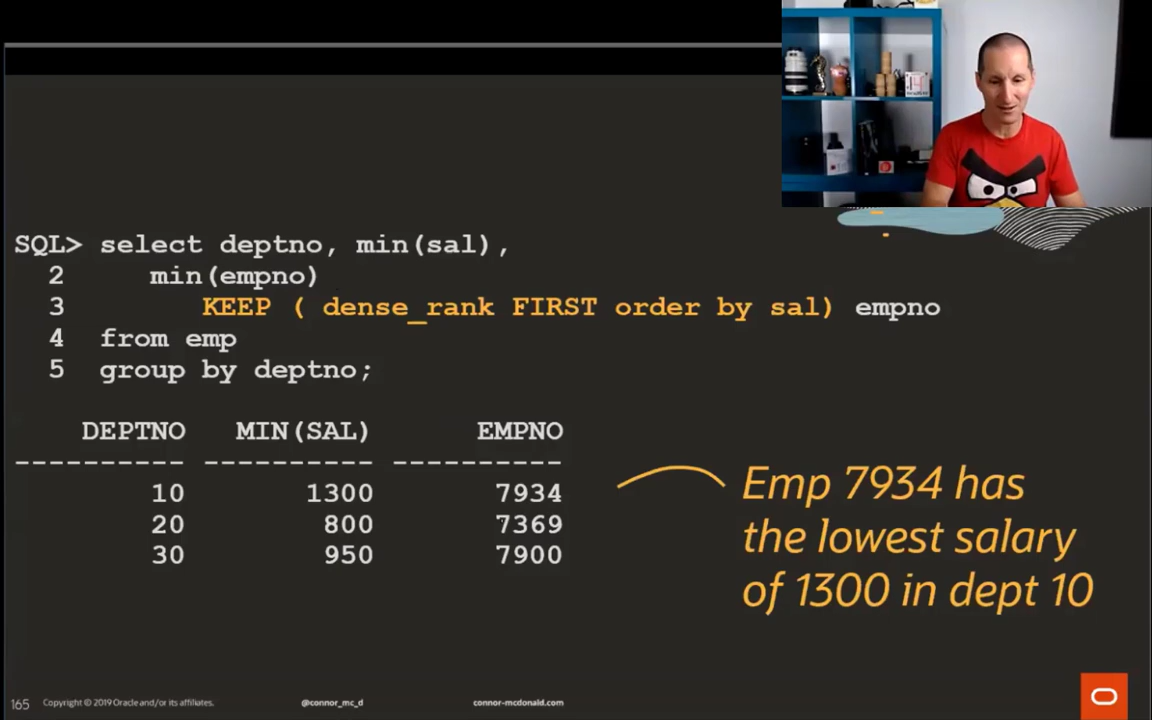 SQL> select deptno, min(sal),
2 min(empno)
3 KEEP ( dense_rank FIRST order by sal) empno
4 from emp
5 group by deptno;
DEPTNO MIN(SAL) EMPNO
---------- ---------- ----------
10 1300 7934
20 800 7369
30 950 7900
Emp 7934 has
the lowest salary
of 1300 in dept 10
165 Copyright © 2019 Oracle and/or its affiliates. @connor_mc_d connor-mcdonald.com